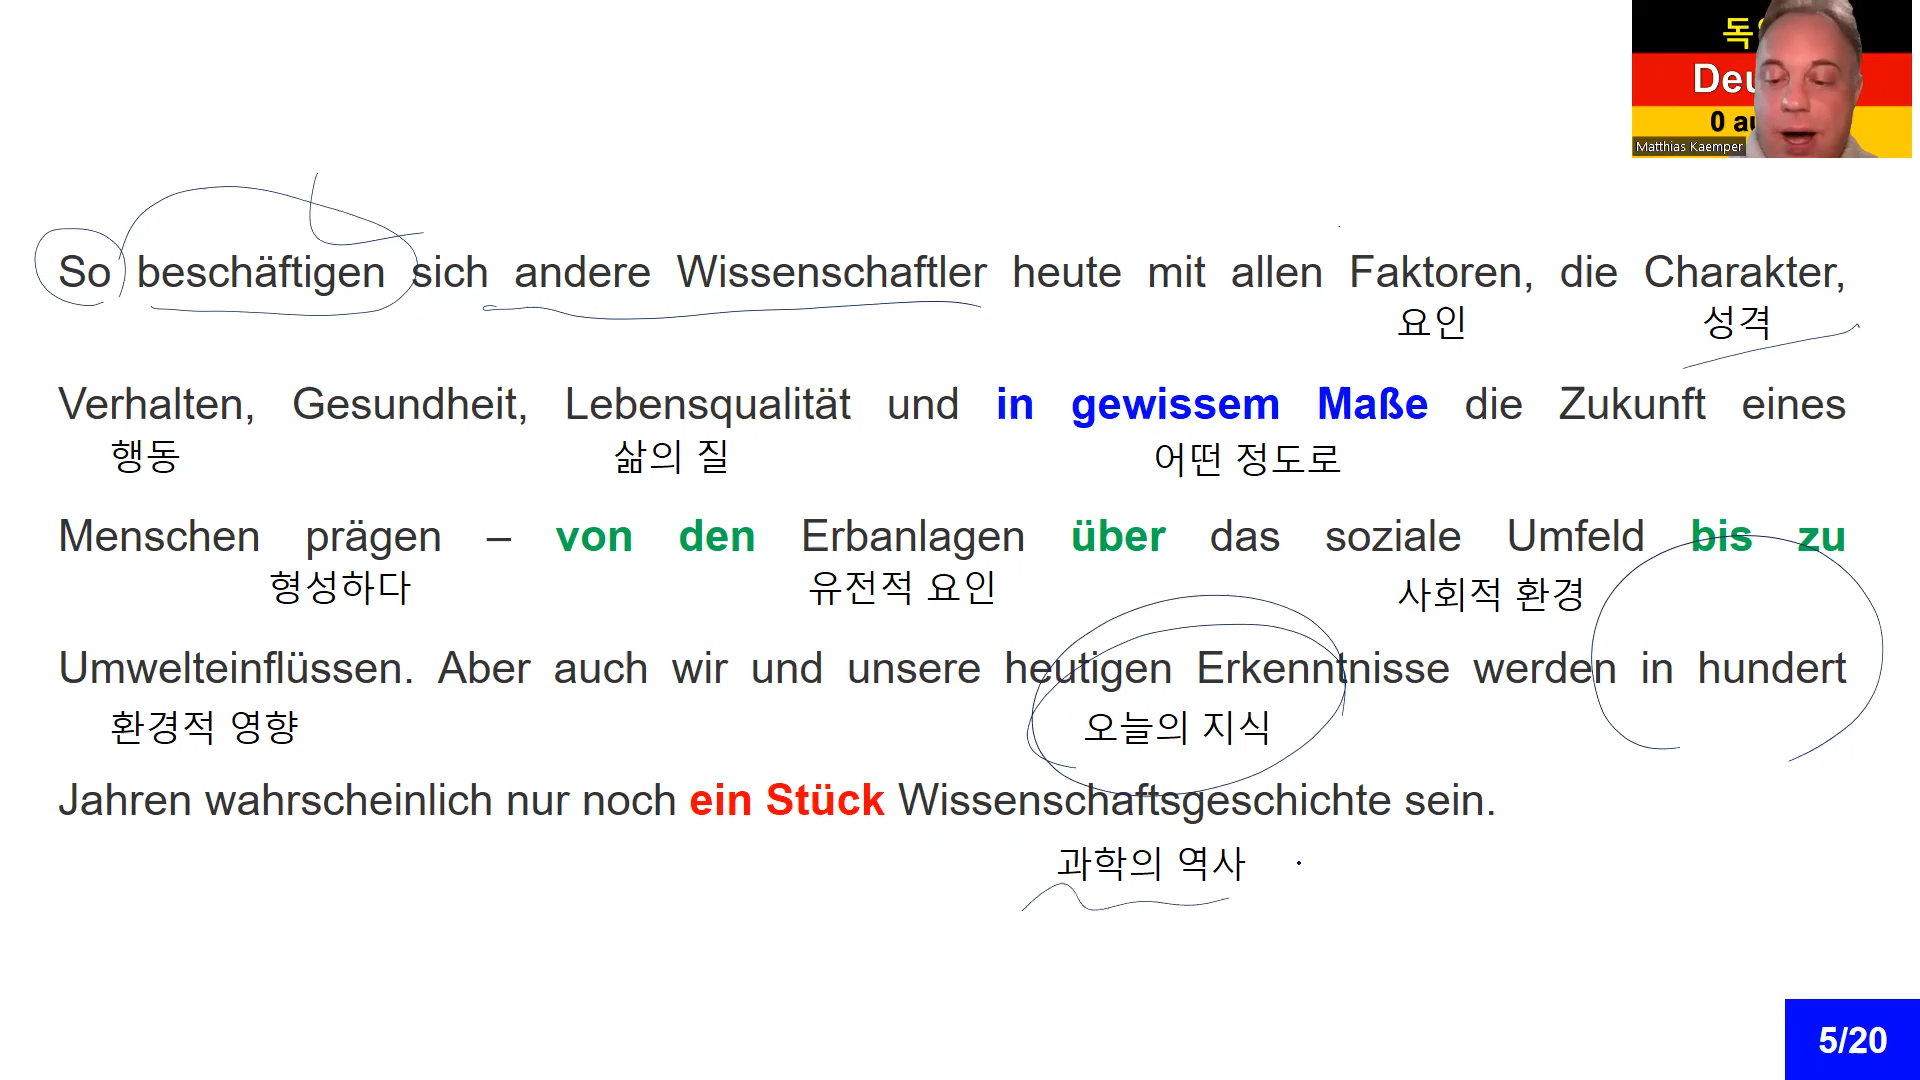 독
Deu
0 au
Matthias Kaemper
So beschäftigen sich andere Wissenschaftler heute mit allen Faktoren, die Charakter,
요인 성격
Verhalten, Gesundheit, Lebensqualität und in gewissem Maße die Zukunft eines
행동 삶의 질 어떤 정도로
Menschen prägen – von den Erbanlagen über das soziale Umfeld bis zu
형성하다 유전적 요인 사회적 환경
Umwelteinflüssen. Aber auch wir und unsere heutigen Erkenntnisse werden in hundert
환경적 영향 오늘의 지식
Jahren wahrscheinlich nur noch ein Stück Wissenschaftsgeschichte sein.
과학의 역사
5/20